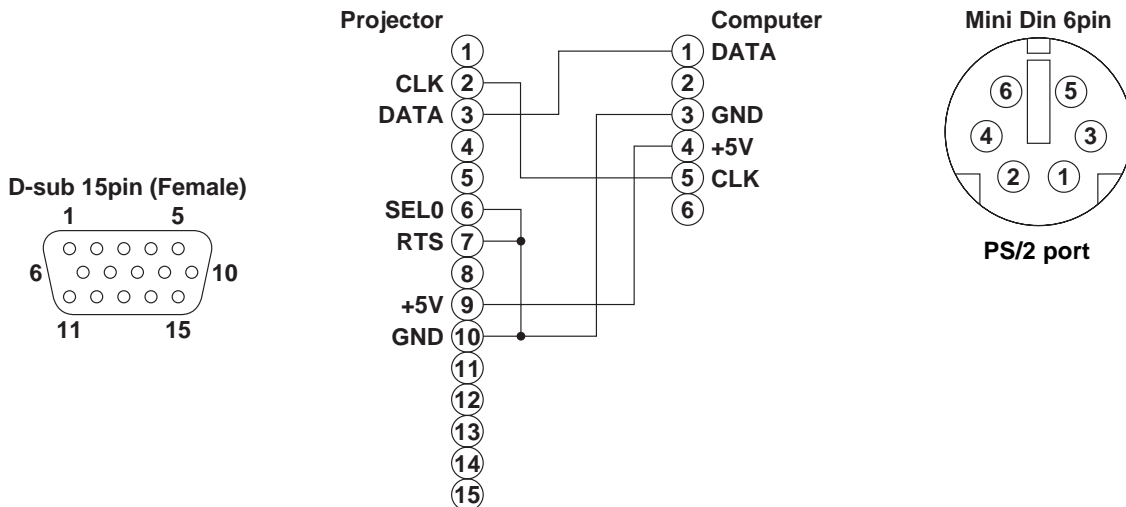 Projector
Computer
Mini Din 6pin
1
CLK 2
DATA 3
4
5
SEL0 6
RTS 7
8
+5V 9
GND 10
11
12
13
14
15
1 DATA
2
3 GND
4 +5V
5 CLK
6
6 5
4 3
2 1
PS/2 port
D-sub 15pin (Female)
1 5
6 10
11 15